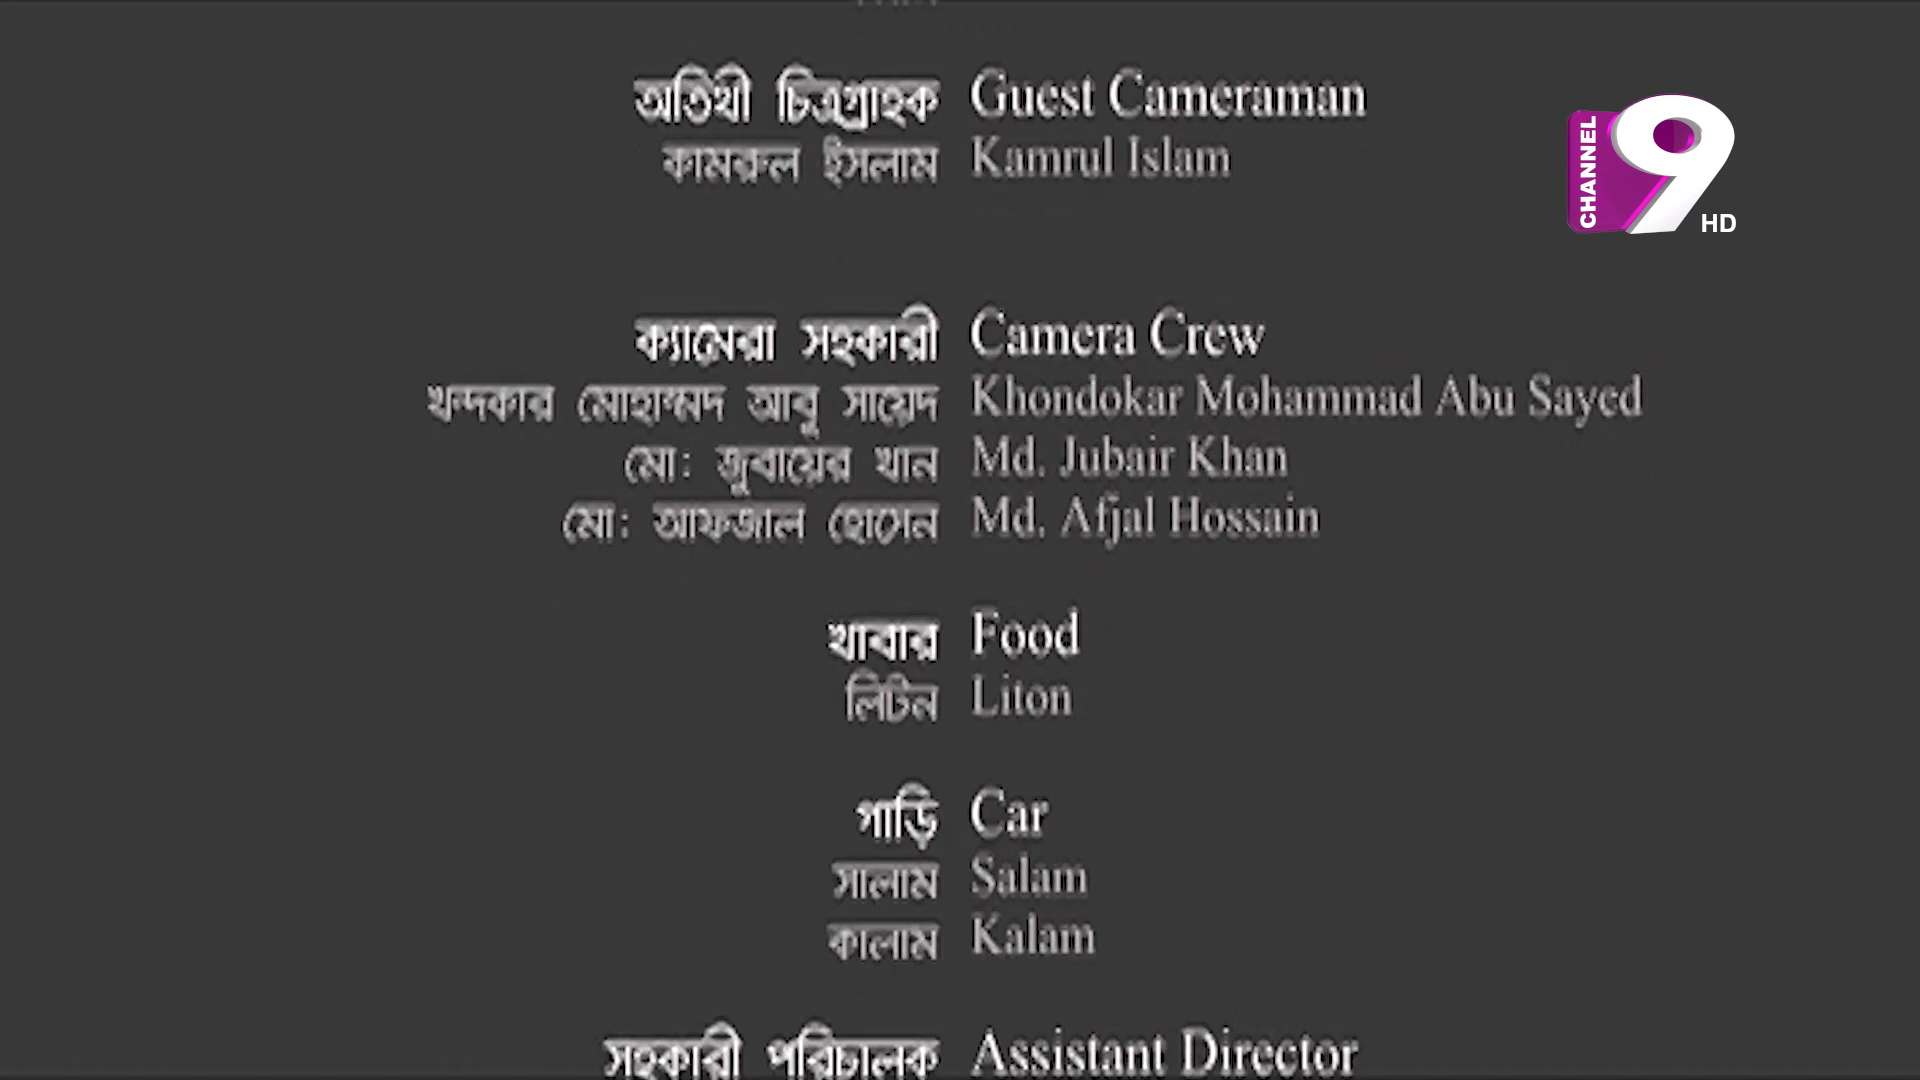 অতিথী চিত্রগ্রাহক Guest Cameraman
কামরুল ইসলাম Kamrul Islam
CHANNEL 9 HD
ক্যামেরা সহকারী Camera Crew
খন্দকার মোহাম্মদ আবু সায়েদ Khondokar Mohammad Abu Sayed
মো: জুবায়ের খান Md. Jubair Khan
মো: আফজাল হোসেন Md. Afjal Hossain
খাবার Food
লিটন Liton
গাড়ি Car
সালাম Salam
কালাম Kalam
সহকারী পরিচালক Assistant Director